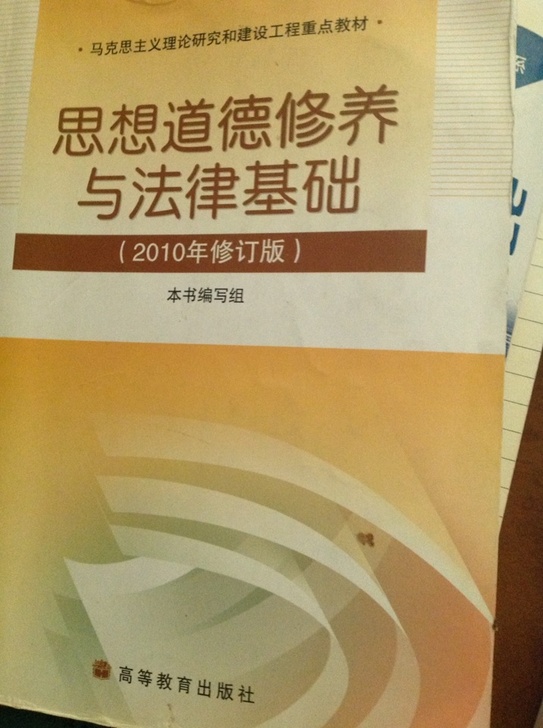 ·马克思主义理论研究和建设工程重点教材·
思想道德修养
与法律基础
（2010年修订版）
本书编写组
高等教育出版社